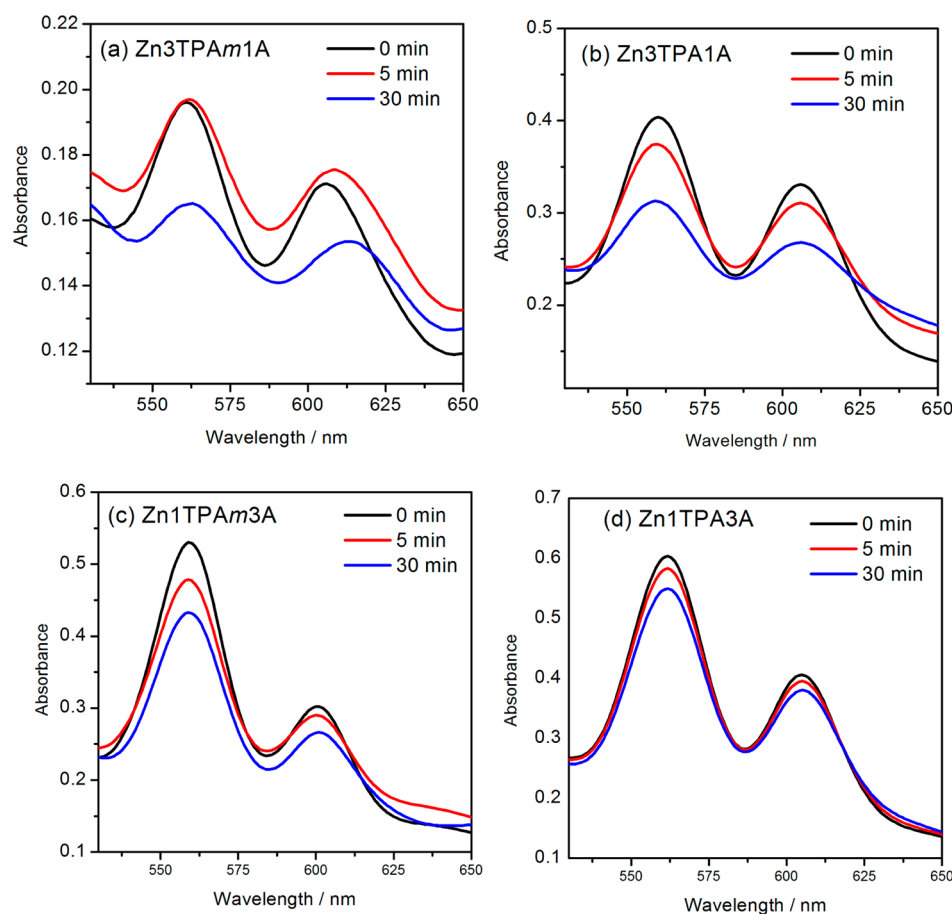 (a) Zn3TPAm1A
0 min
5 min
30 min
0.22
0.20
0.18
0.16
0.14
0.12
Absorbance
550 575 600 625 650
Wavelength / nm
(b) Zn3TPA1A
0 min
5 min
30 min
0.5
0.4
0.3
0.2
Absorbance
550 575 600 625 650
Wavelength / nm
(c) Zn1TPAm3A
0 min
5 min
30 min
0.6
0.5
0.4
0.3
0.2
0.1
Absorbance
550 575 600 625 650
Wavelength / nm
(d) Zn1TPA3A
0 min
5 min
30 min
0.7
0.6
0.5
0.4
0.3
0.2
0.1
Absorbance
550 575 600 625 650
Wavelength / nm